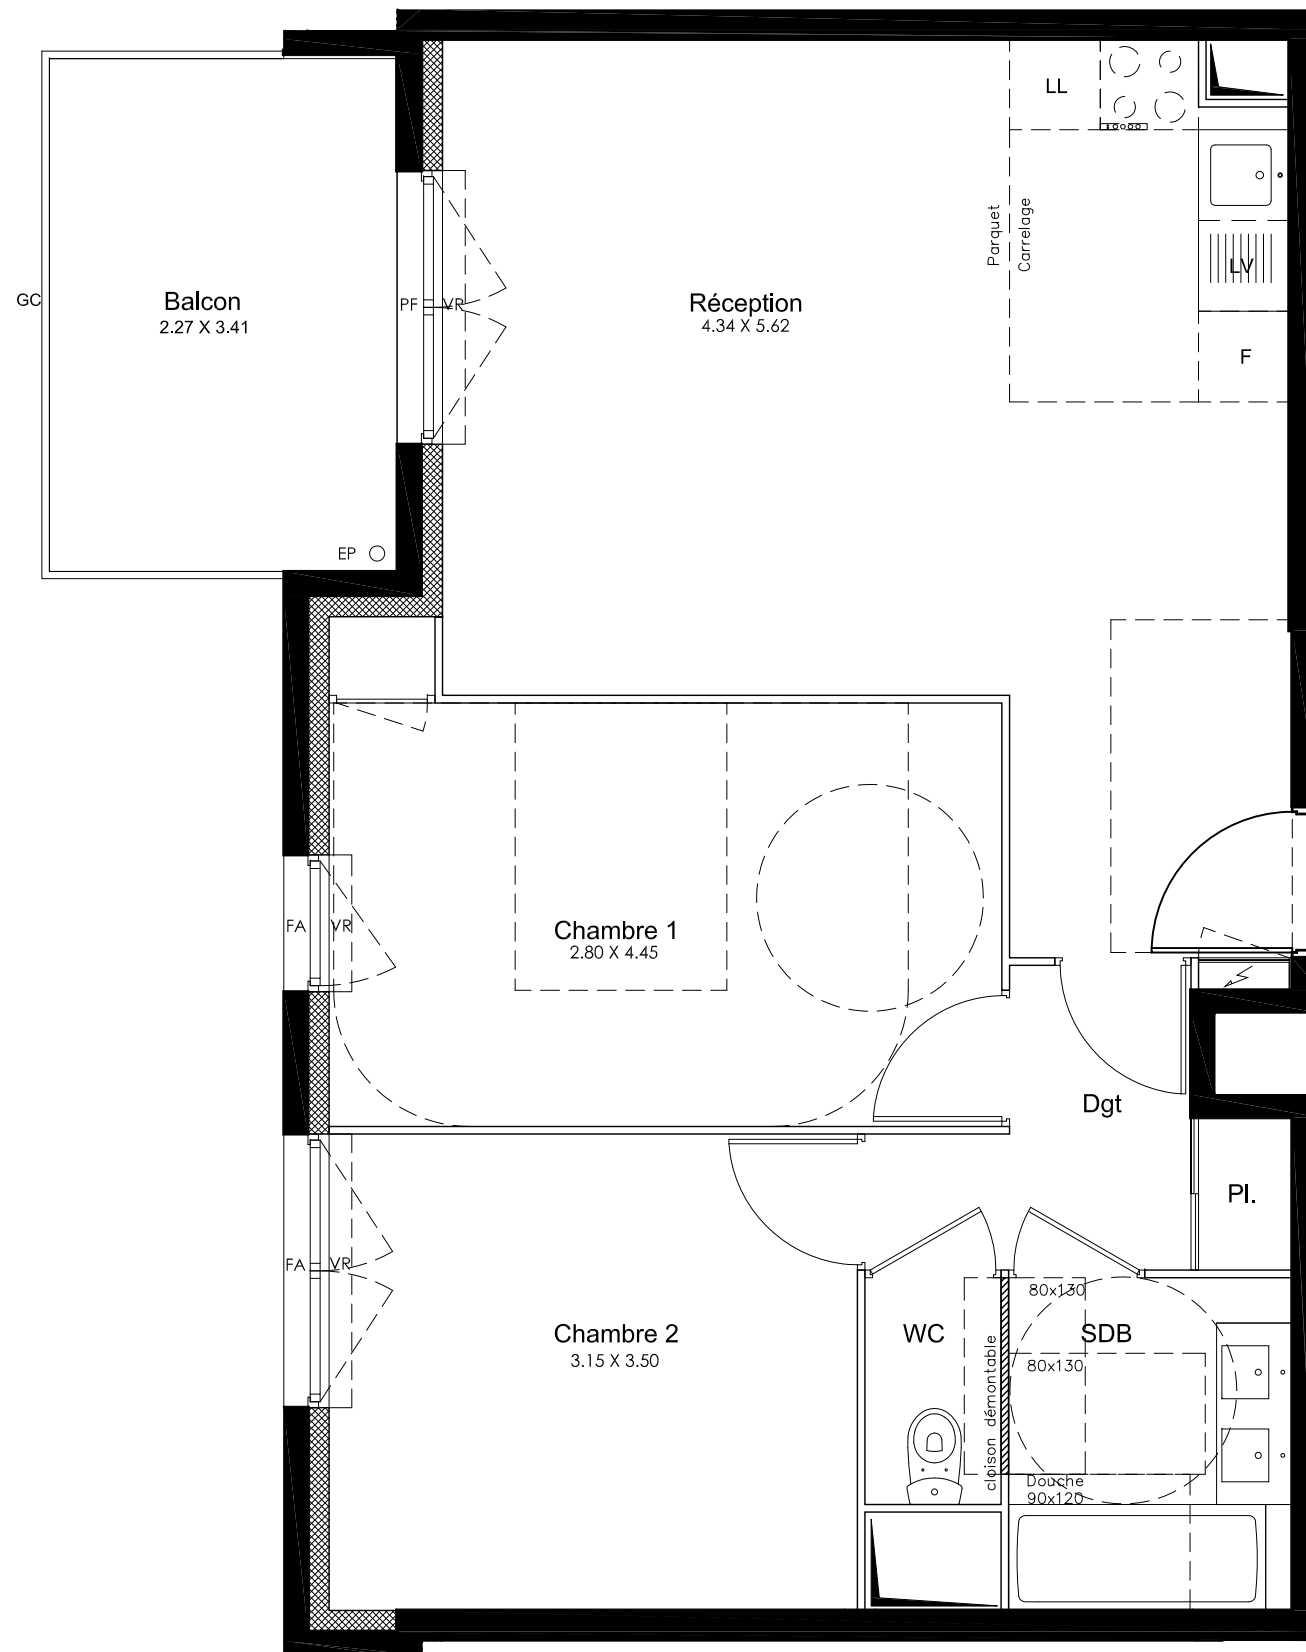 LL
Parquet
Carrelage
LV
F
GC
Balcon
2.27 X 3.41
PF
VR
Réception
4.34 X 5.62
EP
FA
VR
Chambre 1
2.80 X 4.45
Dgt
Pl.
FA
VR
Chambre 2
3.15 X 3.50
WC
cloison démontable
80x130
SDB
80x130
Douche
90x120